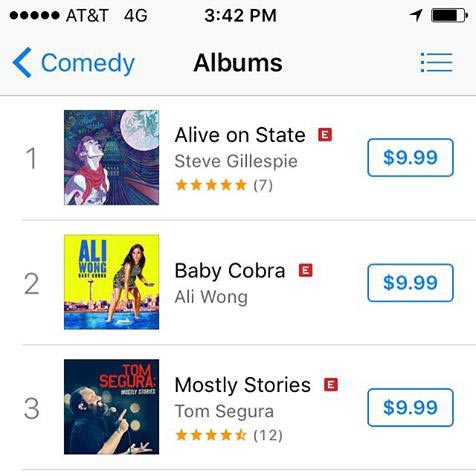 AT&T 4G 3:42 PM
Comedy Albums
1
Alive on State E
Steve Gillespie
(7)
$9.99
2
ALI
WONG
BABY COBRA
Baby Cobra E
Ali Wong
$9.99
3
TOM
SEGURA:
MOSTLY STORIES
Mostly Stories E
Tom Segura
(12)
$9.99